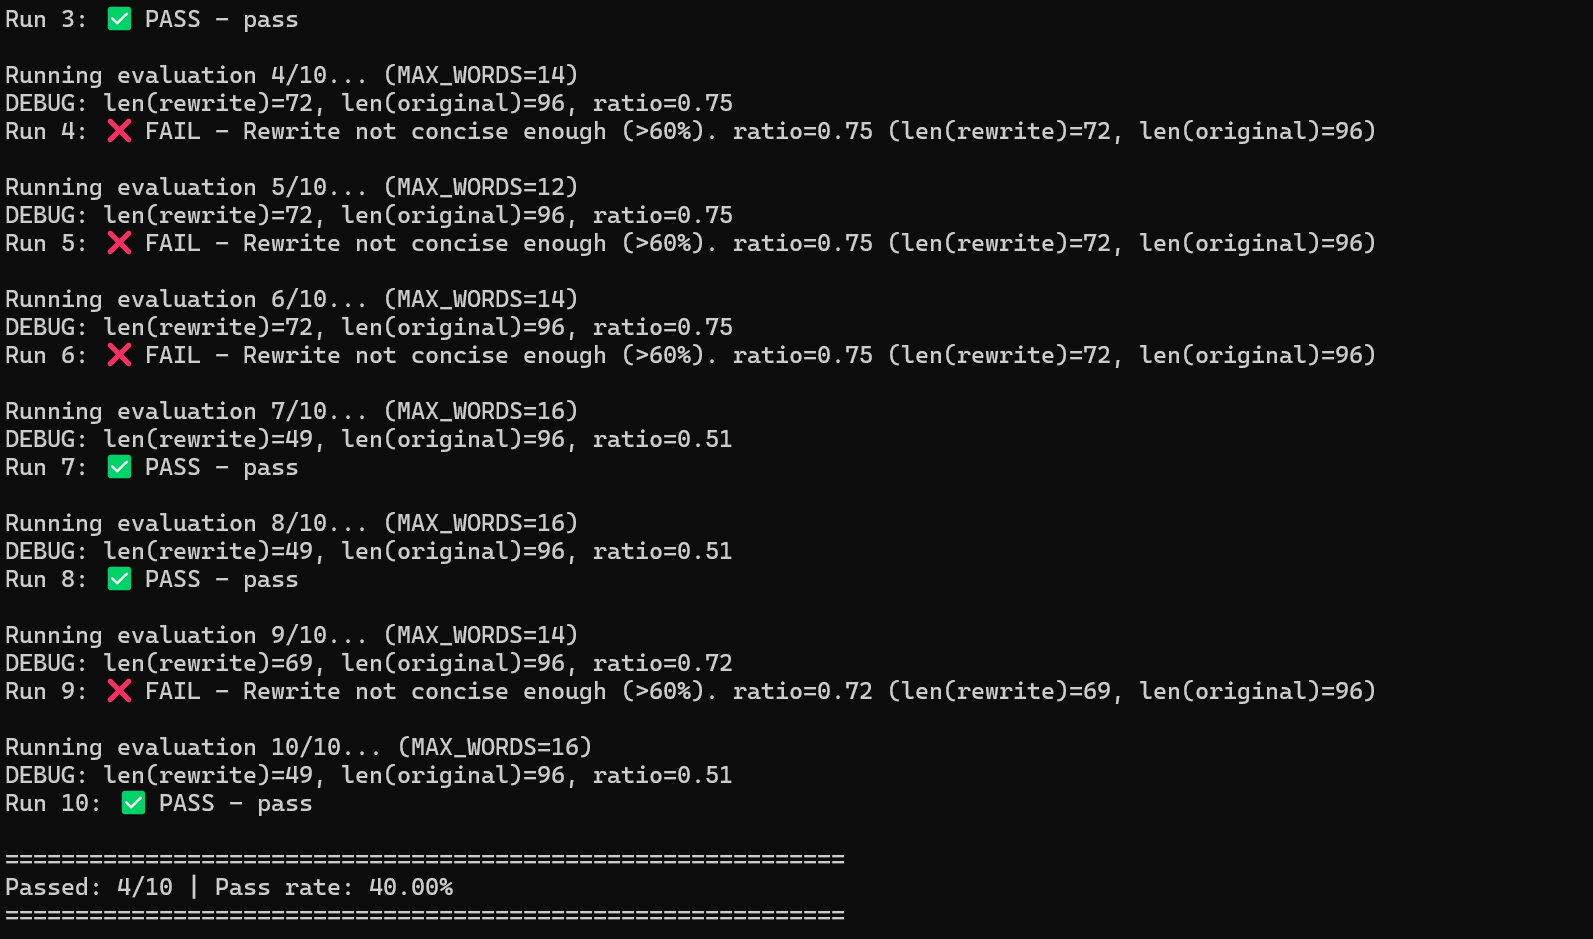 Run 3: ✅ PASS - pass
Running evaluation 4/10... (MAX_WORDS=14)
DEBUG: len(rewrite)=72, len(original)=96, ratio=0.75
Run 4: ❌ FAIL - Rewrite not concise enough (>60%). ratio=0.75 (len(rewrite)=72, len(original)=96)
Running evaluation 5/10... (MAX_WORDS=12)
DEBUG: len(rewrite)=72, len(original)=96, ratio=0.75
Run 5: ❌ FAIL - Rewrite not concise enough (>60%). ratio=0.75 (len(rewrite)=72, len(original)=96)
Running evaluation 6/10... (MAX_WORDS=14)
DEBUG: len(rewrite)=72, len(original)=96, ratio=0.75
Run 6: ❌ FAIL - Rewrite not concise enough (>60%). ratio=0.75 (len(rewrite)=72, len(original)=96)
Running evaluation 7/10... (MAX_WORDS=16)
DEBUG: len(rewrite)=49, len(original)=96, ratio=0.51
Run 7: ✅ PASS - pass
Running evaluation 8/10... (MAX_WORDS=16)
DEBUG: len(rewrite)=49, len(original)=96, ratio=0.51
Run 8: ✅ PASS - pass
Running evaluation 9/10... (MAX_WORDS=14)
DEBUG: len(rewrite)=69, len(original)=96, ratio=0.72
Run 9: ❌ FAIL - Rewrite not concise enough (>60%). ratio=0.72 (len(rewrite)=69, len(original)=96)
Running evaluation 10/10... (MAX_WORDS=16)
DEBUG: len(rewrite)=49, len(original)=96, ratio=0.51
Run 10: ✅ PASS - pass
============================================================
Passed: 4/10 | Pass rate: 40.00%
============================================================